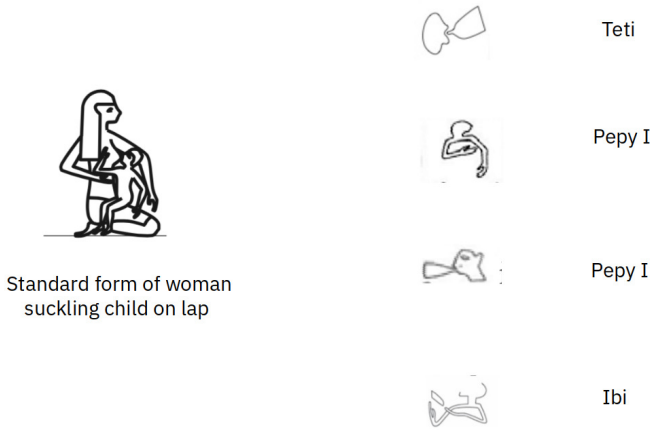 Teti
Pepy I
Pepy I
Standard form of woman
suckling child on lap
Ibi